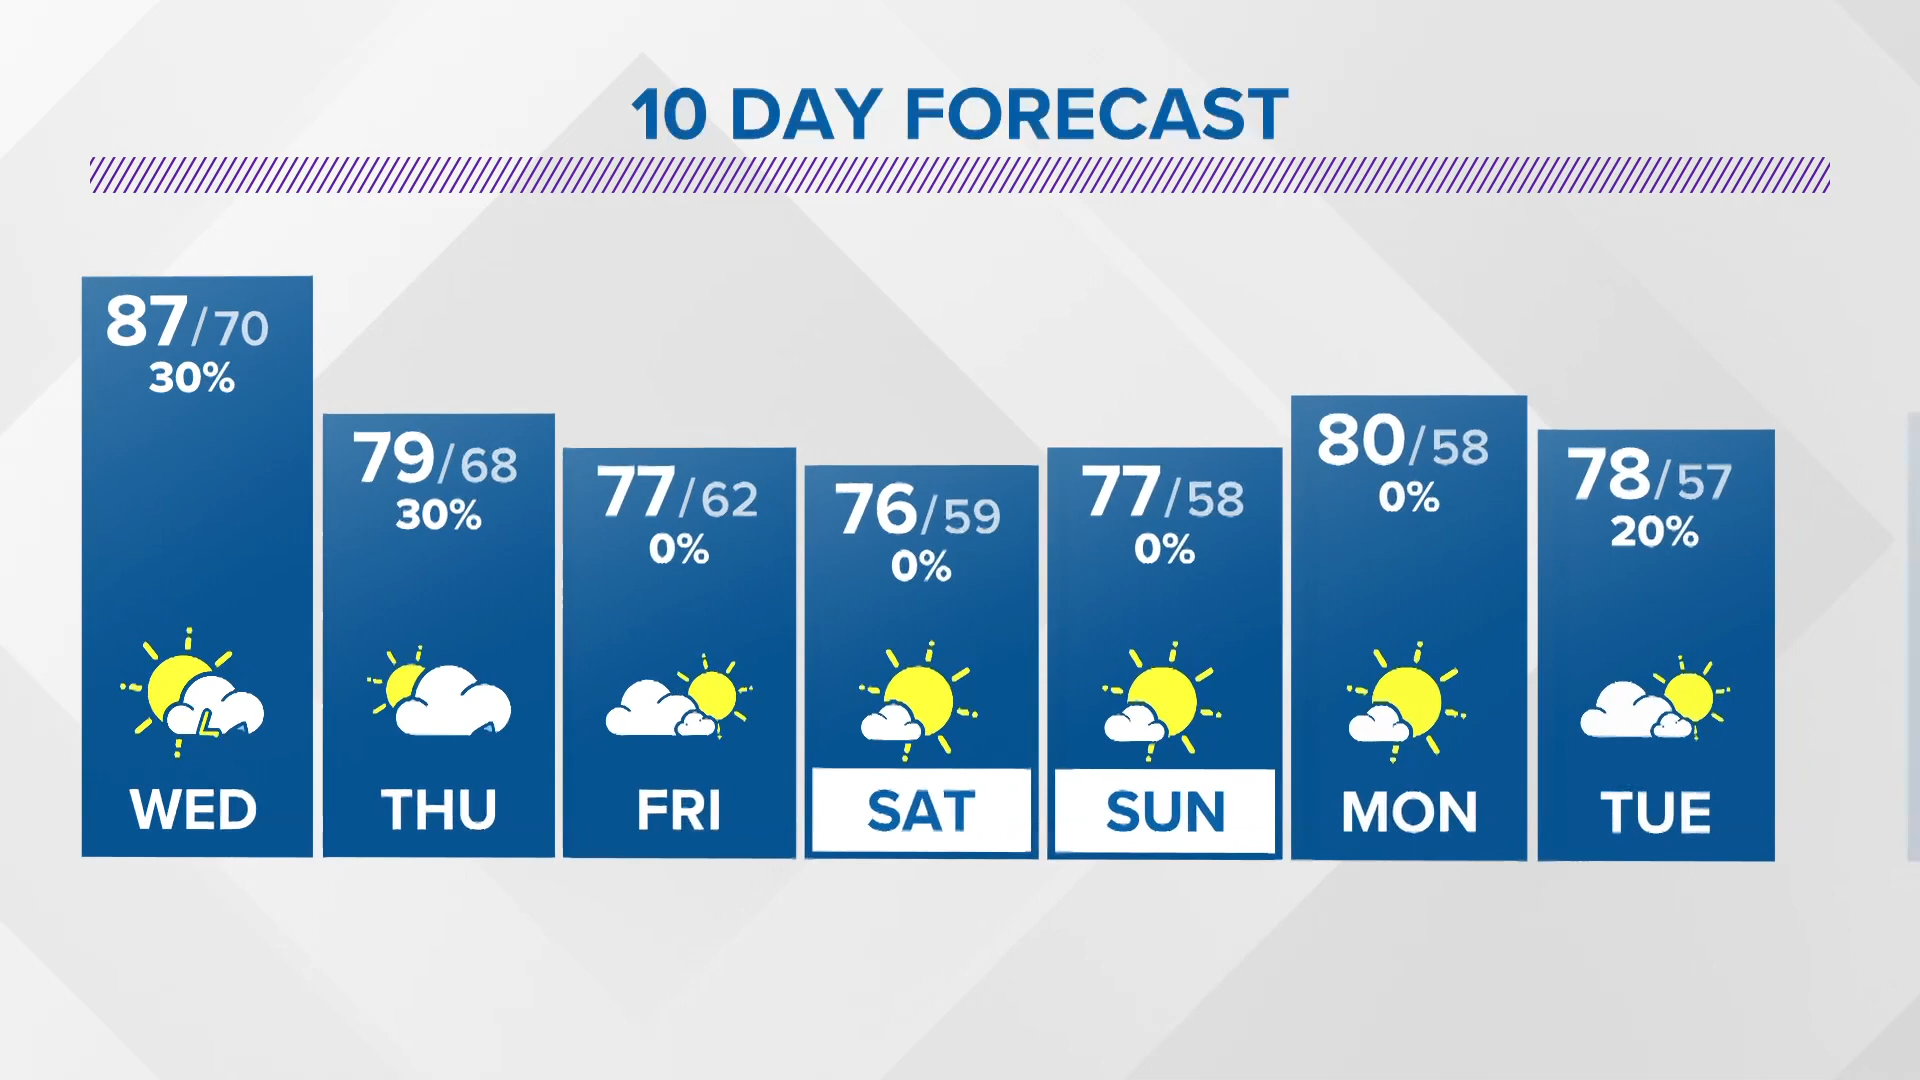 10 DAY FORECAST
87/70
30%
WED
79/68
30%
THU
77/62
0%
FRI
76/59
0%
SAT
77/58
0%
SUN
80/58
0%
MON
78/57
20%
TUE